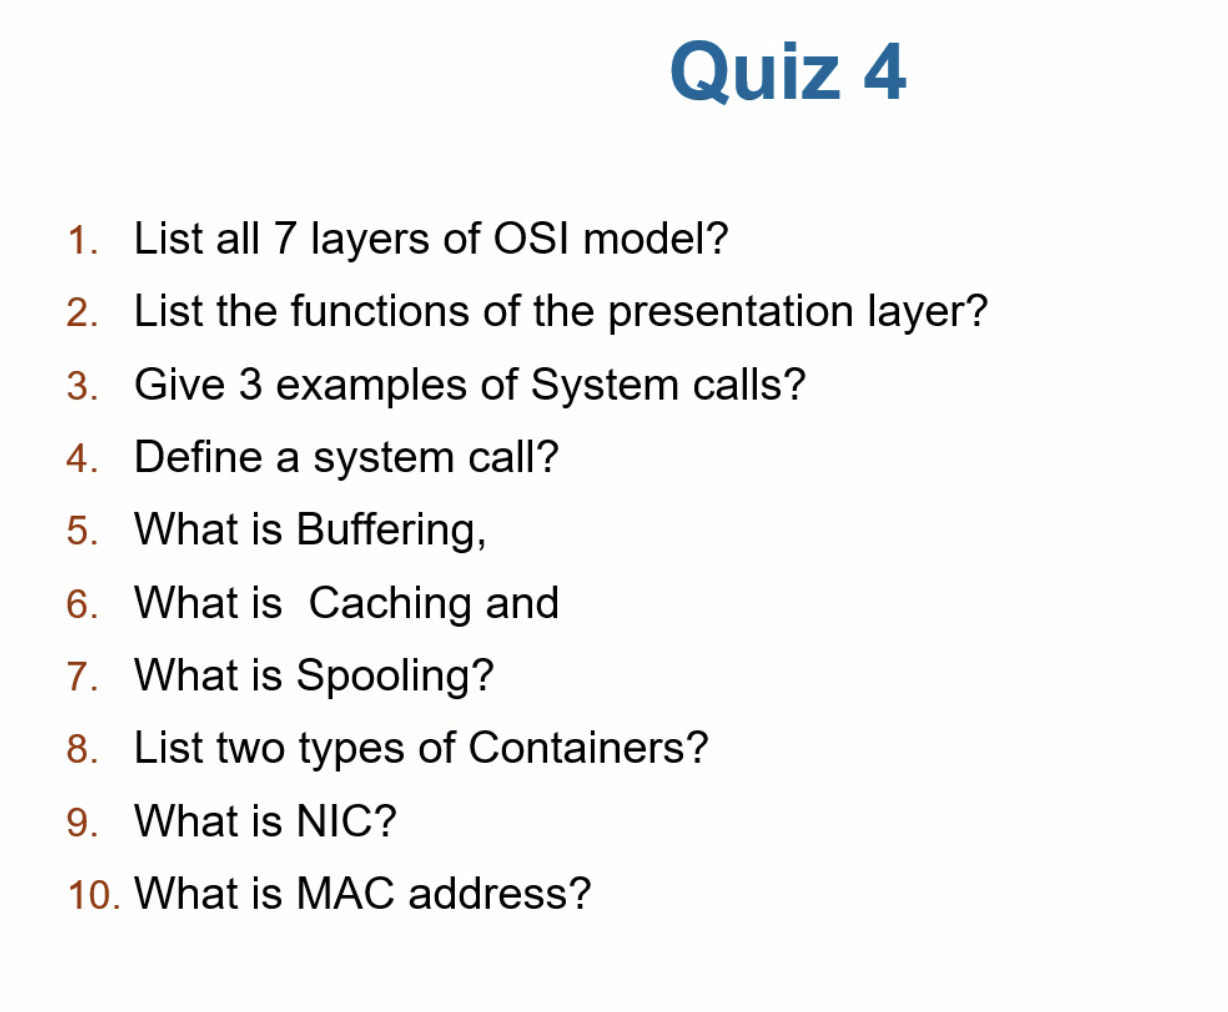 Quiz 4
1. List all 7 layers of OSI model?
2. List the functions of the presentation layer?
3. Give 3 examples of System calls?
4. Define a system call?
5. What is Buffering,
6. What is  Caching and
7. What is Spooling?
8. List two types of Containers?
9. What is NIC?
10. What is MAC address?